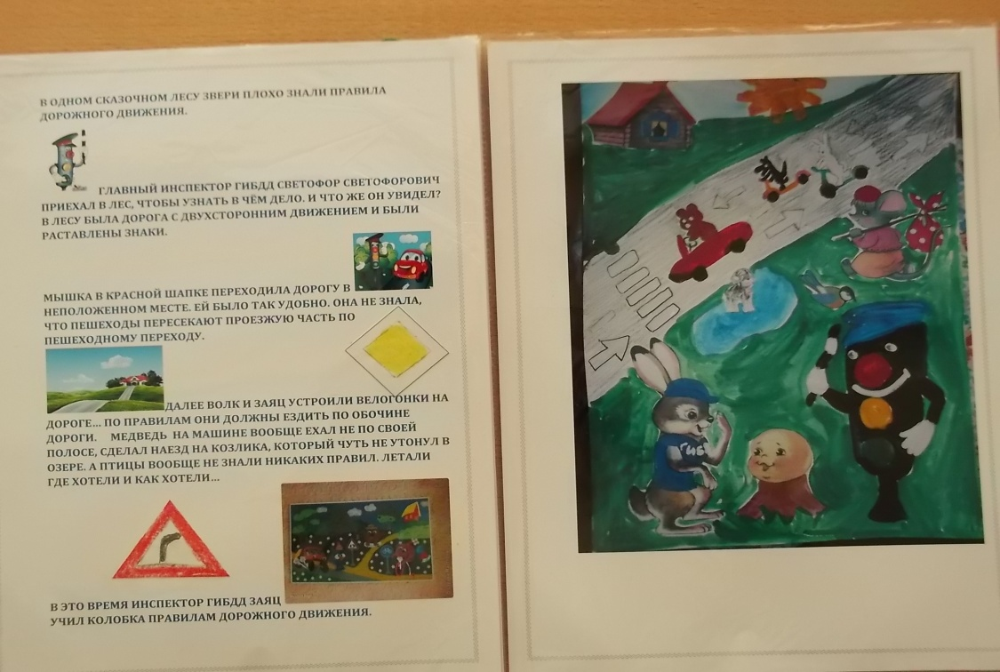 В ОДНОМ СКАЗОЧНОМ ЛЕСУ ЗВЕРИ ПЛОХО ЗНАЛИ ПРАВИЛА
ДОРОЖНОГО ДВИЖЕНИЯ.
ГЛАВНЫЙ ИНСПЕКТОР ГИБДД СВЕТОФОР СВЕТОФОРОВИЧ
ПРИЕХАЛ В ЛЕС, ЧТОБЫ УЗНАТЬ В ЧЁМ ДЕЛО. И ЧТО ЖЕ ОН УВИДЕЛ?
В ЛЕСУ БЫЛА ДОРОГА С ДВУХСТОРОННИМ ДВИЖЕНИЕМ И БЫЛИ
РАСТАВЛЕНЫ ЗНАКИ.
МЫШКА В КРАСНОЙ ШАПКЕ ПЕРЕХОДИЛА ДОРОГУ В
НЕПОЛОЖЕННОМ МЕСТЕ. ЕЙ БЫЛО ТАК УДОБНО. ОНА НЕ ЗНАЛА,
ЧТО ПЕШЕХОДЫ ПЕРЕСЕКАЮТ ПРОЕЗЖУЮ ЧАСТЬ ПО
ПЕШЕХОДНОМУ ПЕРЕХОДУ.
ДАЛЕЕ ВОЛК И ЗАЯЦ УСТРОИЛИ ВЕЛОГОНКИ НА
ДОРОГЕ... ПО ПРАВИЛАМ ОНИ ДОЛЖНЫ ЕЗДИТЬ ПО ОБОЧИНЕ
ДОРОГИ. МЕДВЕДЬ НА МАШИНЕ ВООБЩЕ ЕХАЛ НЕ ПО СВОЕЙ
ПОЛОСЕ, СДЕЛАЛ НАЕЗД НА КОЗЛИКА, КОТОРЫЙ ЧУТЬ НЕ УТОНУЛ В
ОЗЕРЕ. А ПТИЦЫ ВООБЩЕ НЕ ЗНАЛИ НИКАКИХ ПРАВИЛ. ЛЕТАЛИ
ГДЕ ХОТЕЛИ И КАК ХОТЕЛИ...
В ЭТО ВРЕМЯ ИНСПЕКТОР ГИБДД ЗАЯЦ
УЧИЛ КОЛОБКА ПРАВИЛАМ ДОРОЖНОГО ДВИЖЕНИЯ.
ГИБ